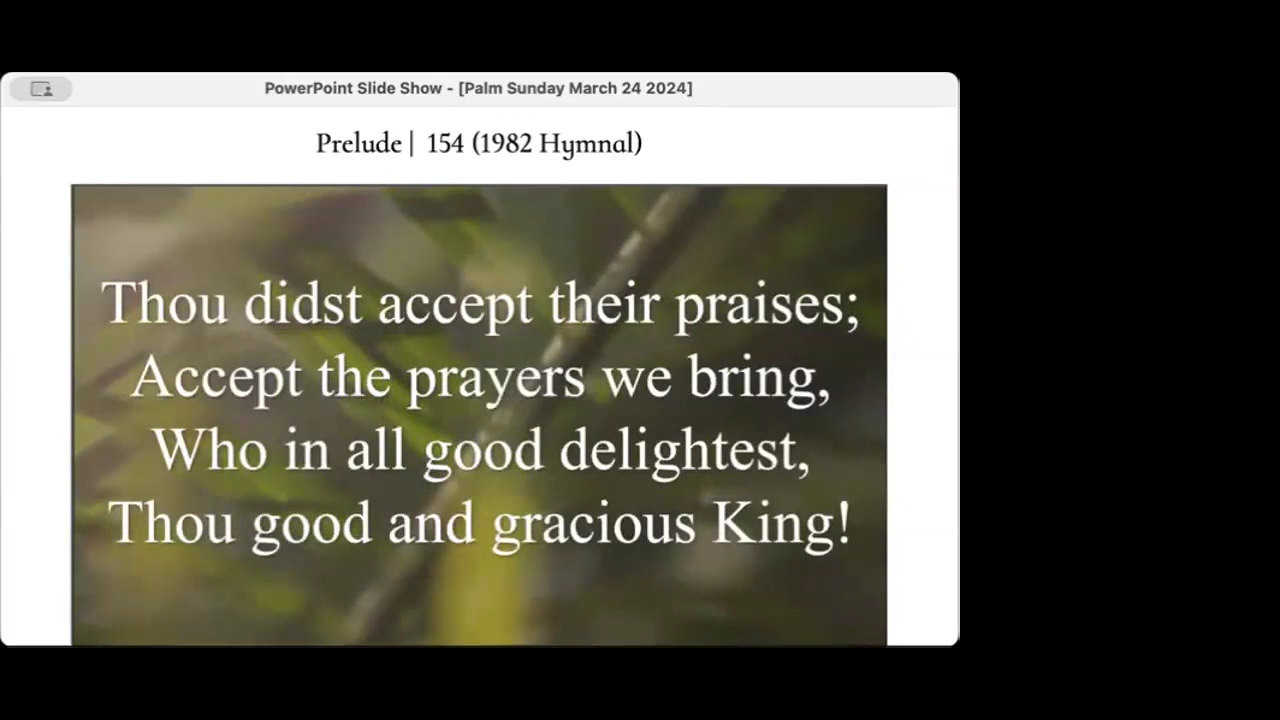 PowerPoint Slide Show - [Palm Sunday March 24 2024]
Prelude | 154 (1982 Hymnal)
Thou didst accept their praises;
Accept the prayers we bring,
Who in all good delightest,
Thou good and gracious King!